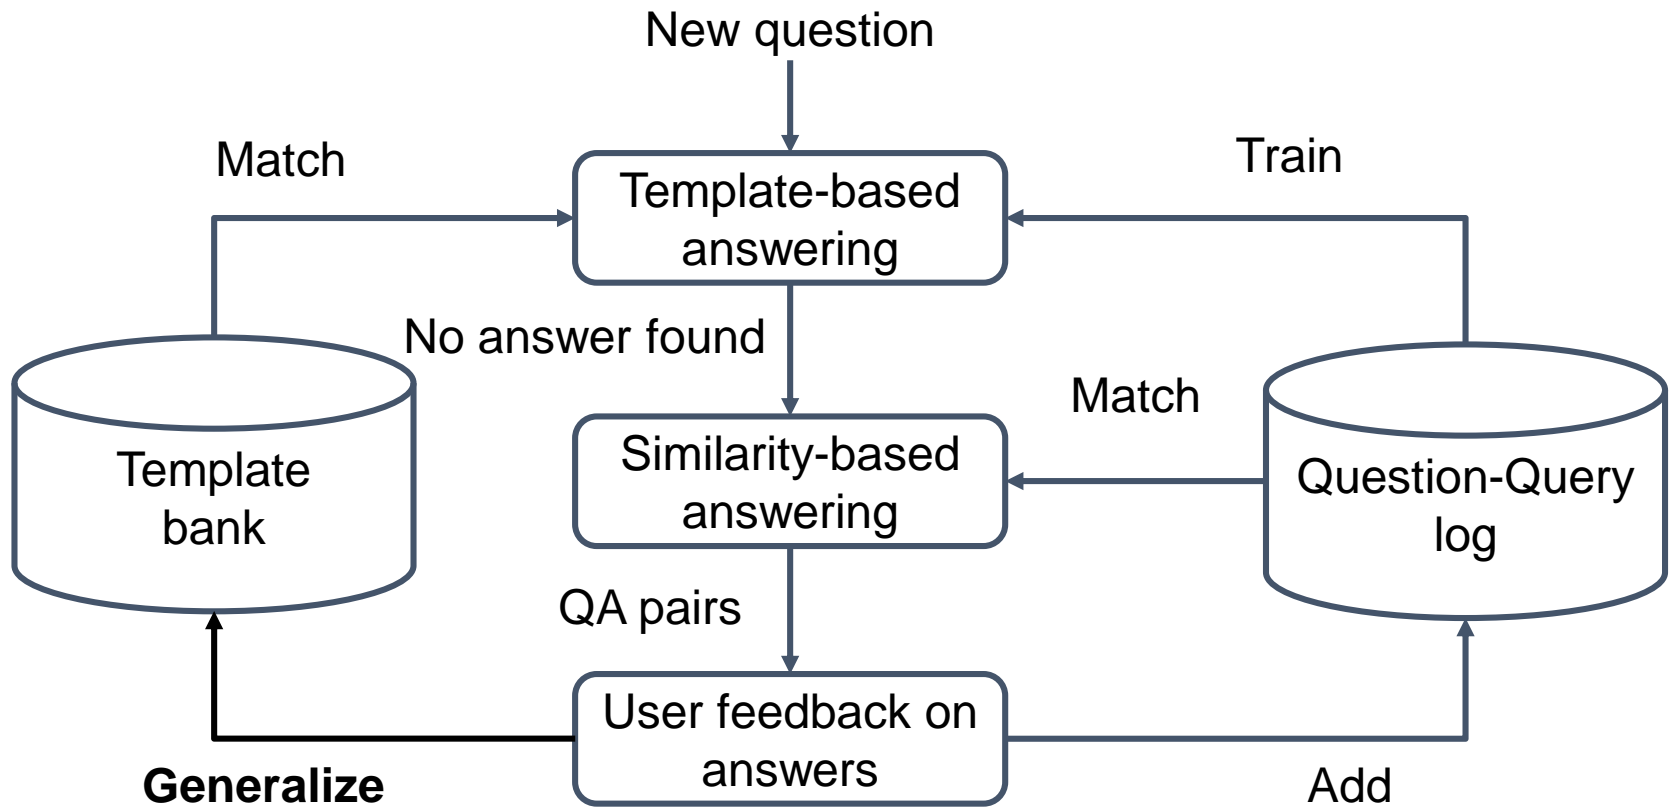 New question
Match
Train
Template-based
answering
No answer found
Match
Template
bank
Similarity-based
answering
Question-Query
log
QA pairs
User feedback on
answers
Generalize
Add